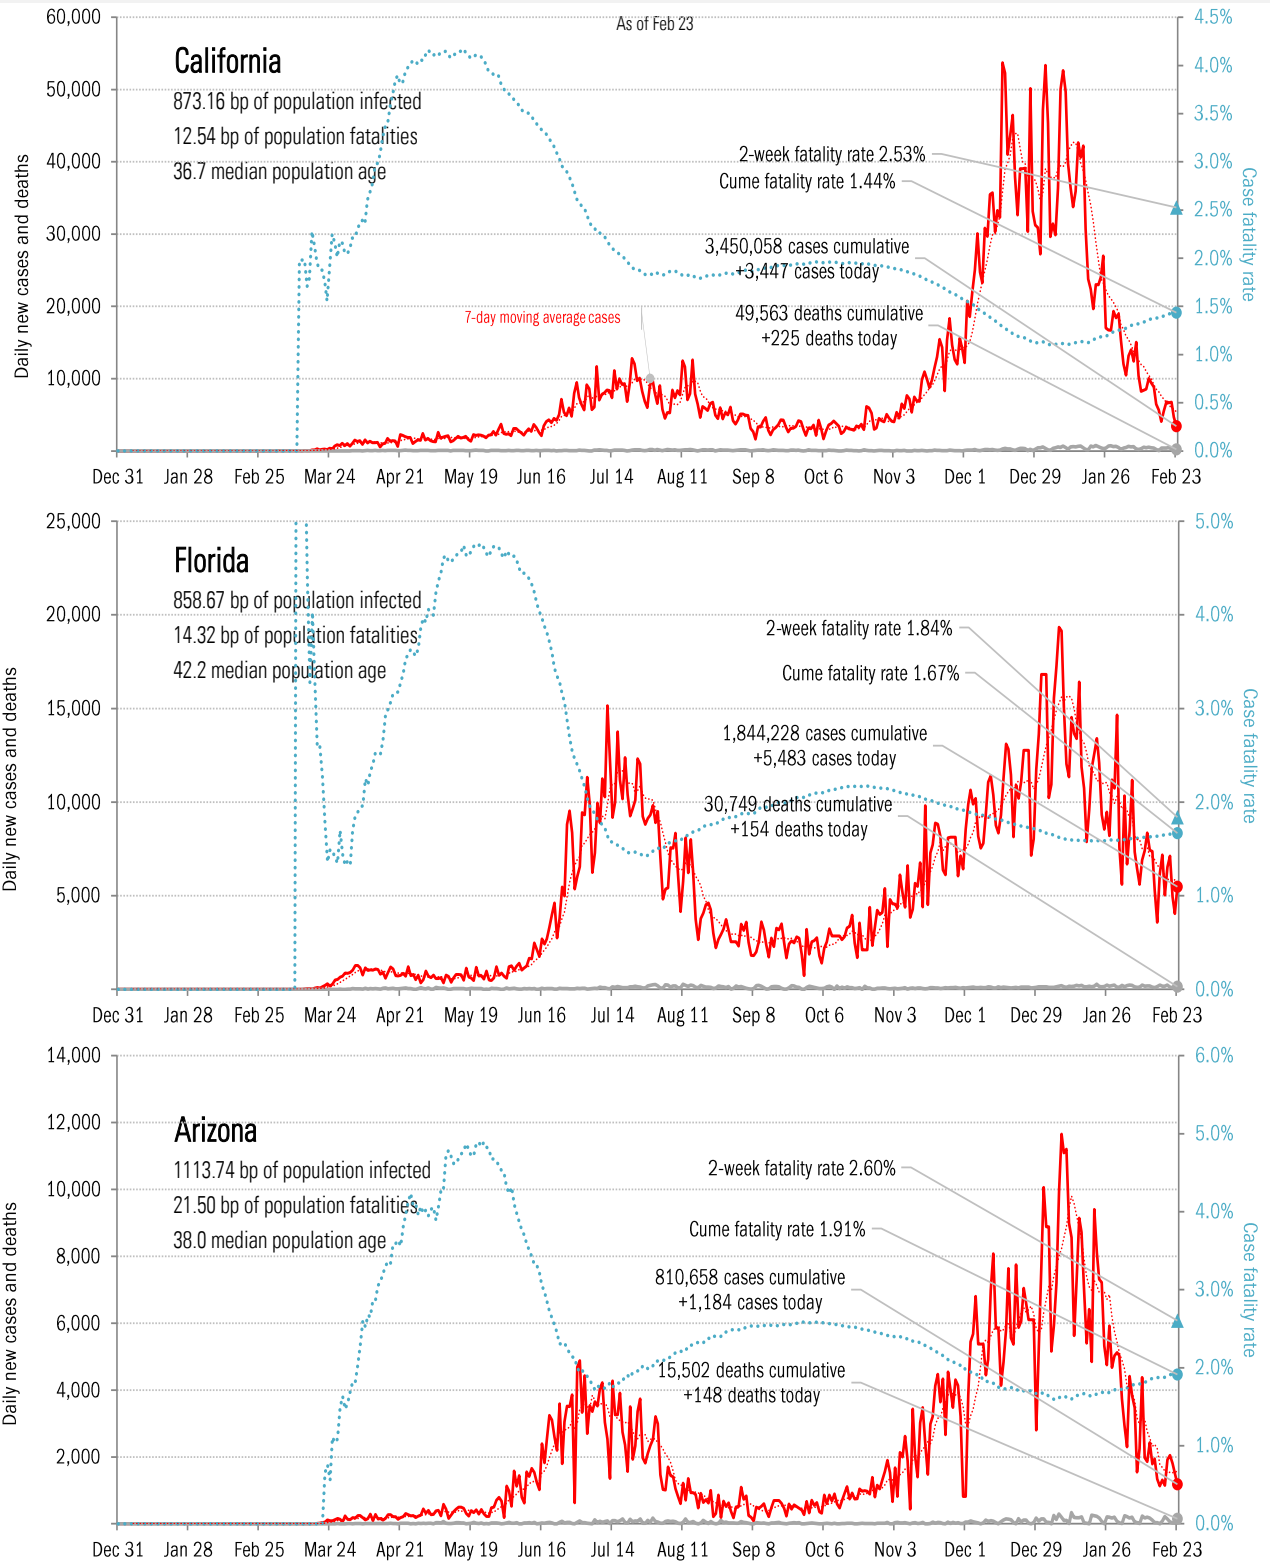 As of Feb 23
California
873.16 bp of population infected
12.54 bp of population fatalities
36.7 median population age
2-week fatality rate 2.53%
Cume fatality rate 1.44%
3,450,058 cases cumulative
+3,447 cases today
49,563 deaths cumulative
+225 deaths today
7-day moving average cases
Daily new cases and deaths
60,000
50,000
40,000
30,000
20,000
10,000
4.5%
4.0%
3.5%
3.0%
2.5%
2.0%
1.5%
1.0%
0.5%
0.0%
Case fatality rate
Dec 31 Jan 28 Feb 25 Mar 24 Apr 21 May 19 Jun 16 Jul 14 Aug 11 Sep 8 Oct 6 Nov 3 Dec 1 Dec 29 Jan 26 Feb 23
Florida
858.67 bp of population infected
14.32 bp of population fatalities
42.2 median population age
2-week fatality rate 1.84%
Cume fatality rate 1.67%
1,844,228 cases cumulative
+5,483 cases today
30,749 deaths cumulative
+154 deaths today
Daily new cases and deaths
25,000
20,000
15,000
10,000
5,000
5.0%
4.0%
3.0%
2.0%
1.0%
0.0%
Case fatality rate
Dec 31 Jan 28 Feb 25 Mar 24 Apr 21 May 19 Jun 16 Jul 14 Aug 11 Sep 8 Oct 6 Nov 3 Dec 1 Dec 29 Jan 26 Feb 23
Arizona
1113.74 bp of population infected
21.50 bp of population fatalities
38.0 median population age
2-week fatality rate 2.60%
Cume fatality rate 1.91%
810,658 cases cumulative
+1,184 cases today
15,502 deaths cumulative
+148 deaths today
Daily new cases and deaths
14,000
12,000
10,000
8,000
6,000
4,000
2,000
6.0%
5.0%
4.0%
3.0%
2.0%
1.0%
0.0%
Case fatality rate
Dec 31 Jan 28 Feb 25 Mar 24 Apr 21 May 19 Jun 16 Jul 14 Aug 11 Sep 8 Oct 6 Nov 3 Dec 1 Dec 29 Jan 26 Feb 23